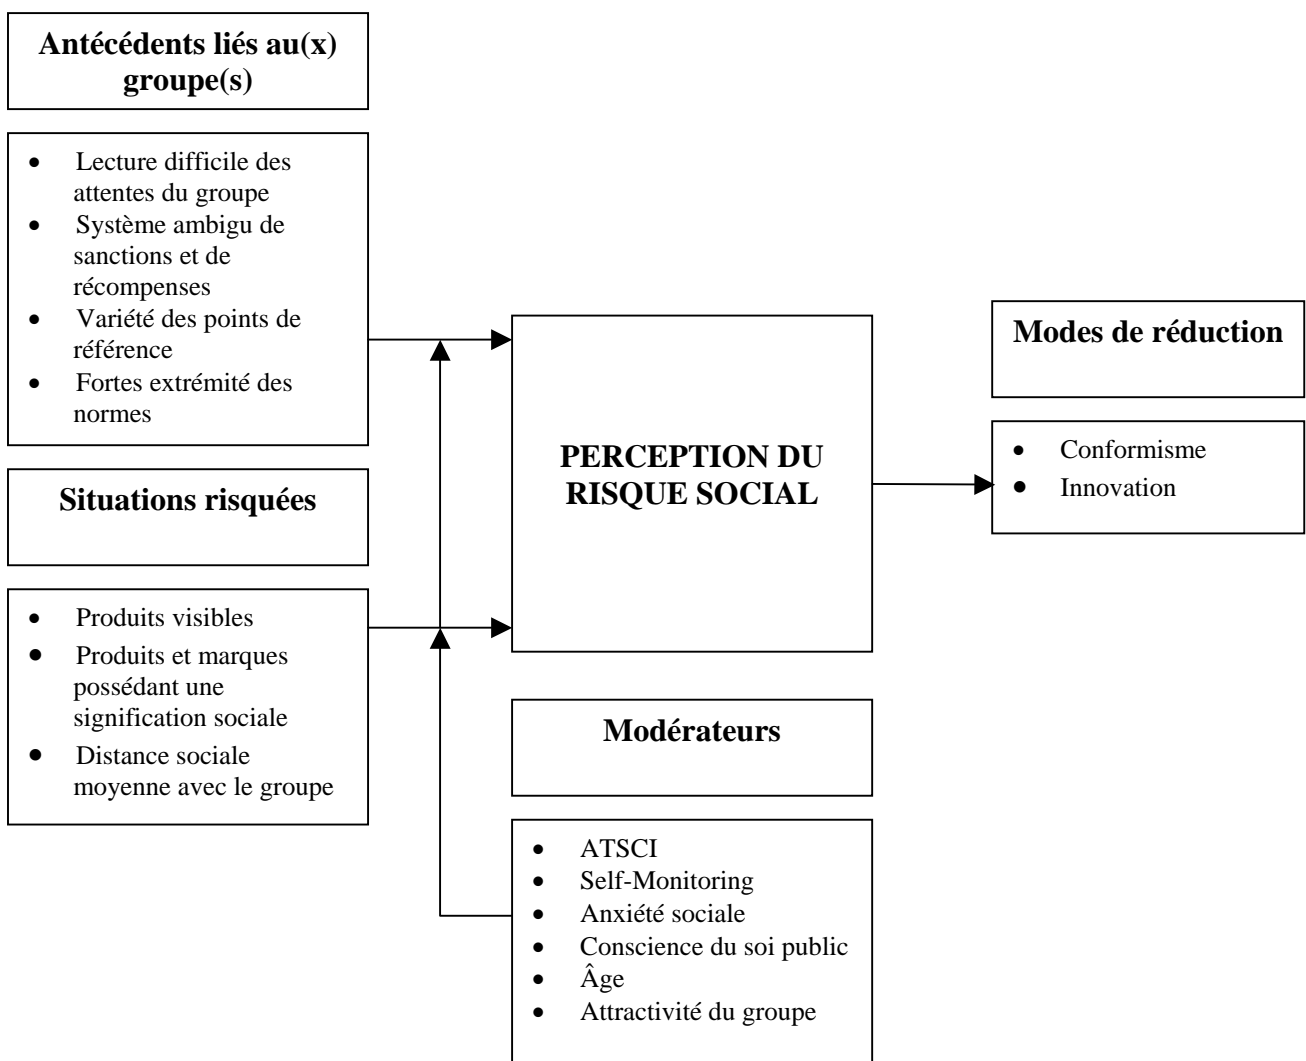 Antécédents liés au(x)
groupe(s)
• Lecture difficile des
attentes du groupe
• Système ambigu de
sanctions et de
récompenses
• Variété des points de
référence
• Fortes extrémité des
normes
Situations risquées
• Produits visibles
• Produits et marques
possédant une
signification sociale
• Distance sociale
moyenne avec le groupe
PERCEPTION DU
RISQUE SOCIAL
Modérateurs
• ATSCI
• Self-Monitoring
• Anxiété sociale
• Conscience du soi public
• Âge
• Attractivité du groupe
Modes de réduction
• Conformisme
• Innovation